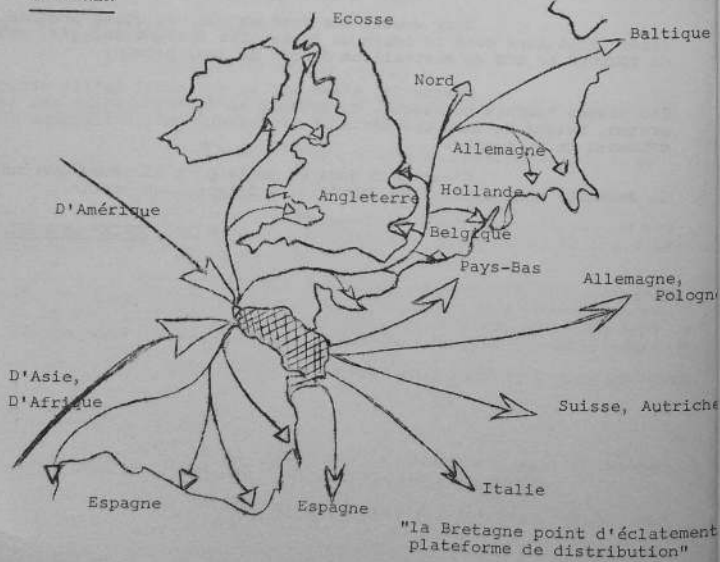 Ecosse
Baltique
Nord
Allemagne
Angleterre
Hollande
D'Amérique
Belgique
Pays-Bas
Allemagne,
Pologne
D'Asie,
D'Afrique
Suisse, Autriche
Italie
Espagne
Espagne
"la Bretagne point d'éclatement
plateforme de distribution"